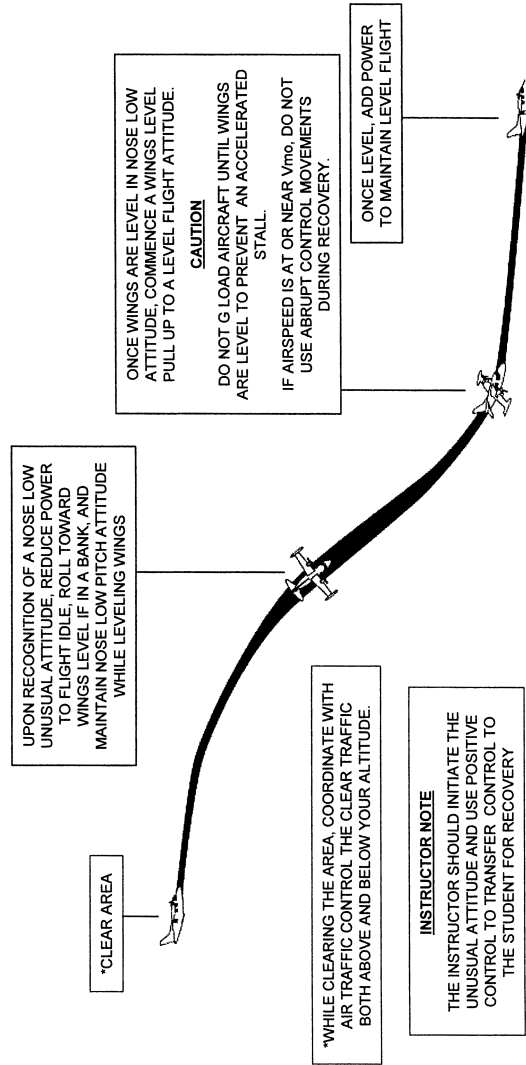 *CLEAR AREA
UPON RECOGNITION OF A NOSE LOW
UNUSUAL ATTITUDE, REDUCE POWER
TO FLIGHT IDLE, ROLL TOWARD
WINGS LEVEL IF IN A BANK, AND
MAINTAIN NOSE LOW PITCH ATTITUDE
WHILE LEVELING WINGS
ONCE WINGS ARE LEVEL IN NOSE LOW
ATTITUDE, COMMENCE A WINGS LEVEL
PULL UP TO A LEVEL FLIGHT ATTITUDE.
CAUTION
DO NOT G LOAD AIRCRAFT UNTIL WINGS
ARE LEVEL TO PREVENT AN ACCELERATED
STALL.
IF AIRSPEED IS AT OR NEAR Vmo, DO NOT
USE ABRUPT CONTROL MOVEMENTS
DURING RECOVERY.
ONCE LEVEL, ADD POWER
TO MAINTAIN LEVEL FLIGHT
*WHILE CLEARING THE AREA, COORDINATE WITH
AIR TRAFFIC CONTROL THE CLEAR TRAFFIC
BOTH ABOVE AND BELOW YOUR ALTITUDE.
INSTRUCTOR NOTE
THE INSTRUCTOR SHOULD INITIATE THE
UNUSUAL ATTITUDE AND USE POSITIVE
CONTROL TO TRANSFER CONTROL TO
THE STUDENT FOR RECOVERY